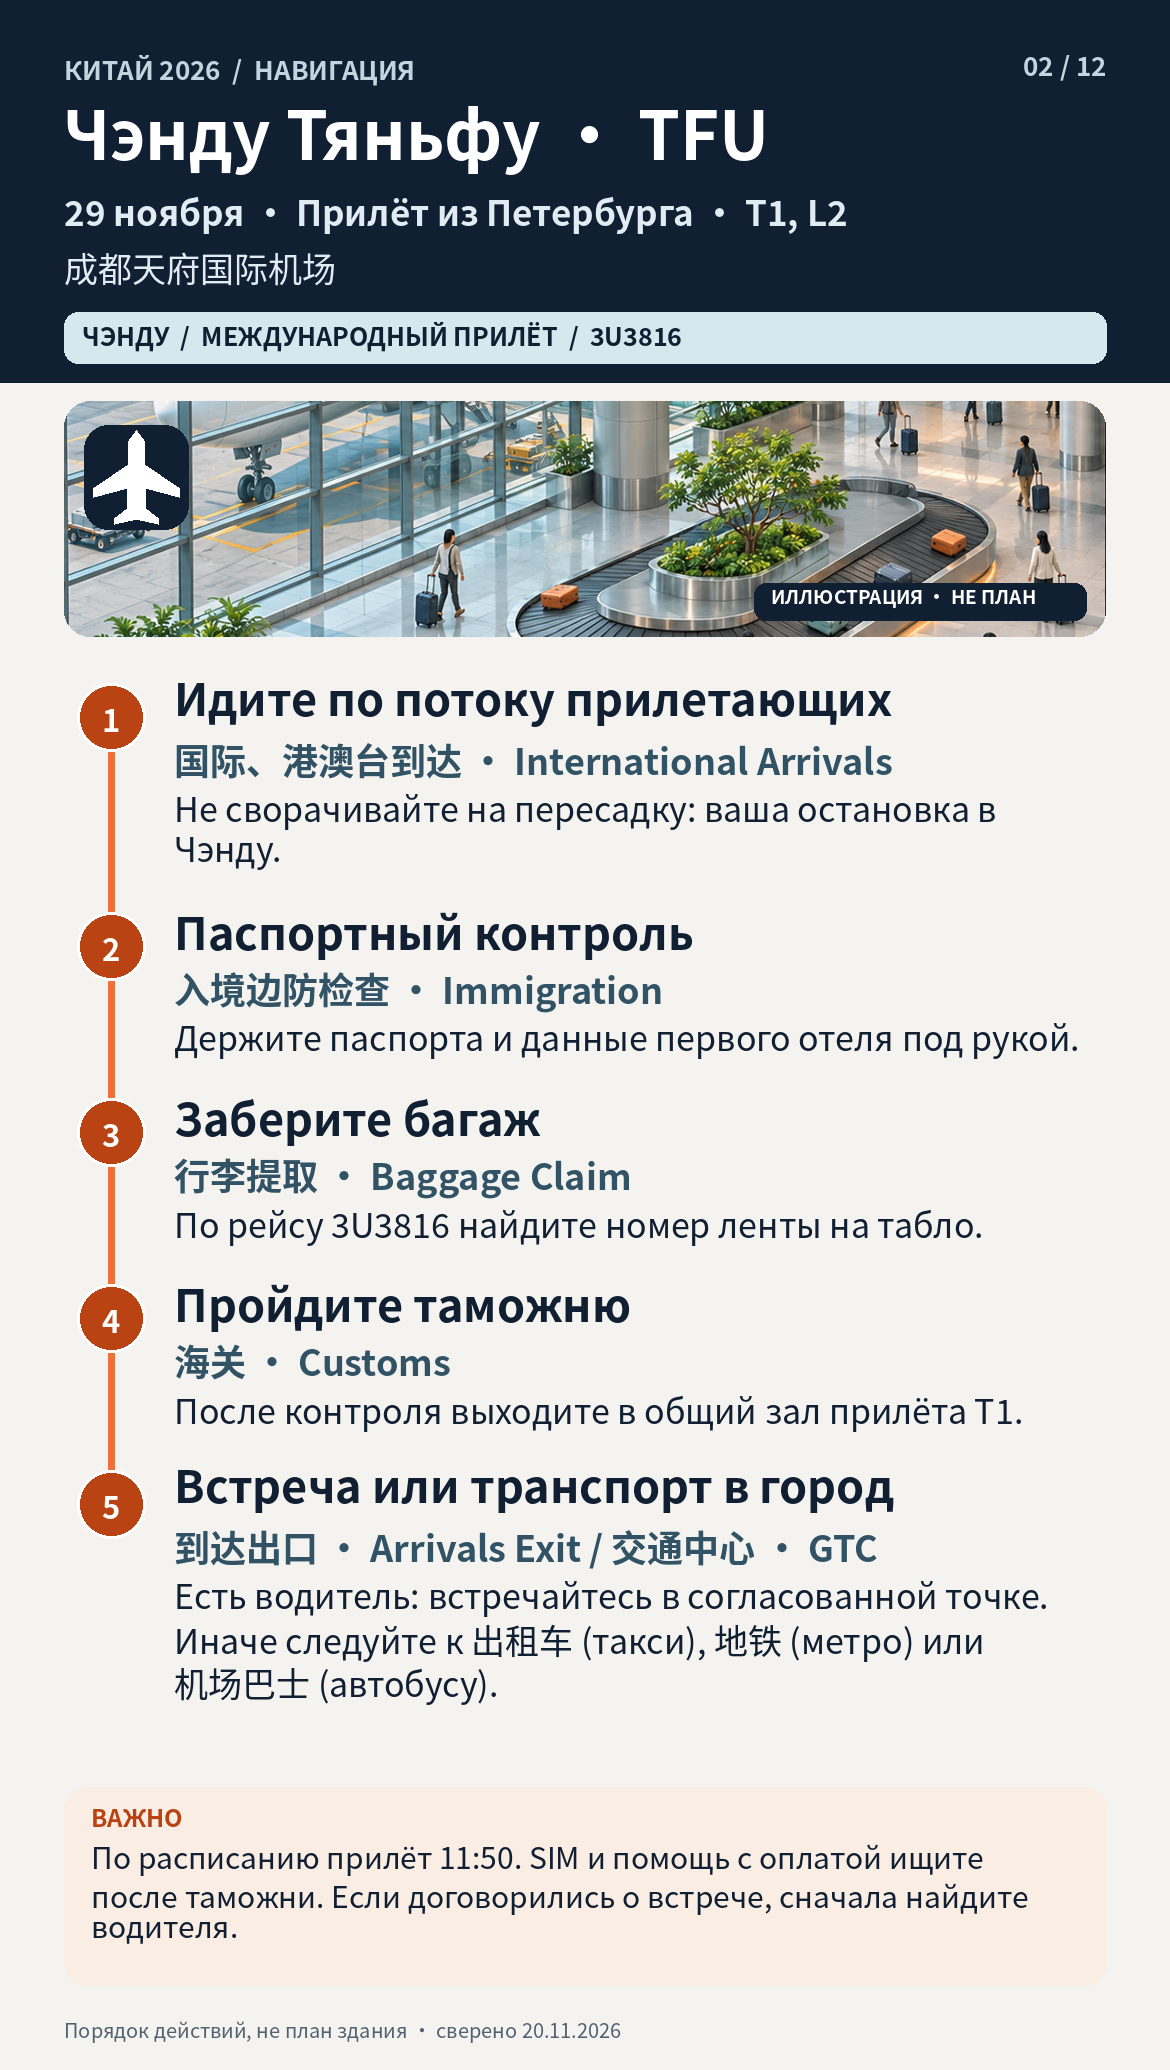 КИТАЙ 2026 / НАВИГАЦИЯ
02 / 12
Чэнду Тяньфу • TFU
29 ноября • Прилёт из Петербурга • T1, L2
成都天府国际机场
ЧЭНДУ / МЕЖДУНАРОДНЫЙ ПРИЛЁТ / 3U3816
ИЛЛЮСТРАЦИЯ • НЕ ПЛАН
1
Идите по потоку прилетающих
国际、港澳台到达 • International Arrivals
Не сворачивайте на пересадку: ваша остановка в
Чэнду.
2
Паспортный контроль
入境边防检查 • Immigration
Держите паспорта и данные первого отеля под рукой.
3
Заберите багаж
行李提取 • Baggage Claim
По рейсу 3U3816 найдите номер ленты на табло.
4
Пройдите таможню
海关 • Customs
После контроля выходите в общий зал прилёта T1.
5
Встреча или транспорт в город
到达出口 • Arrivals Exit / 交通中心 • GTC
Есть водитель: встречайтесь в согласованной точке.
Иначе следуйте к 出租车 (такси), 地铁 (метро) или
机场巴士 (автобусу).
ВАЖНО
По расписанию прилёт 11:50. SIM и помощь с оплатой ищите
после таможни. Если договорились о встрече, сначала найдите
водителя.
Порядок действий, не план здания • сверено 20.11.2026